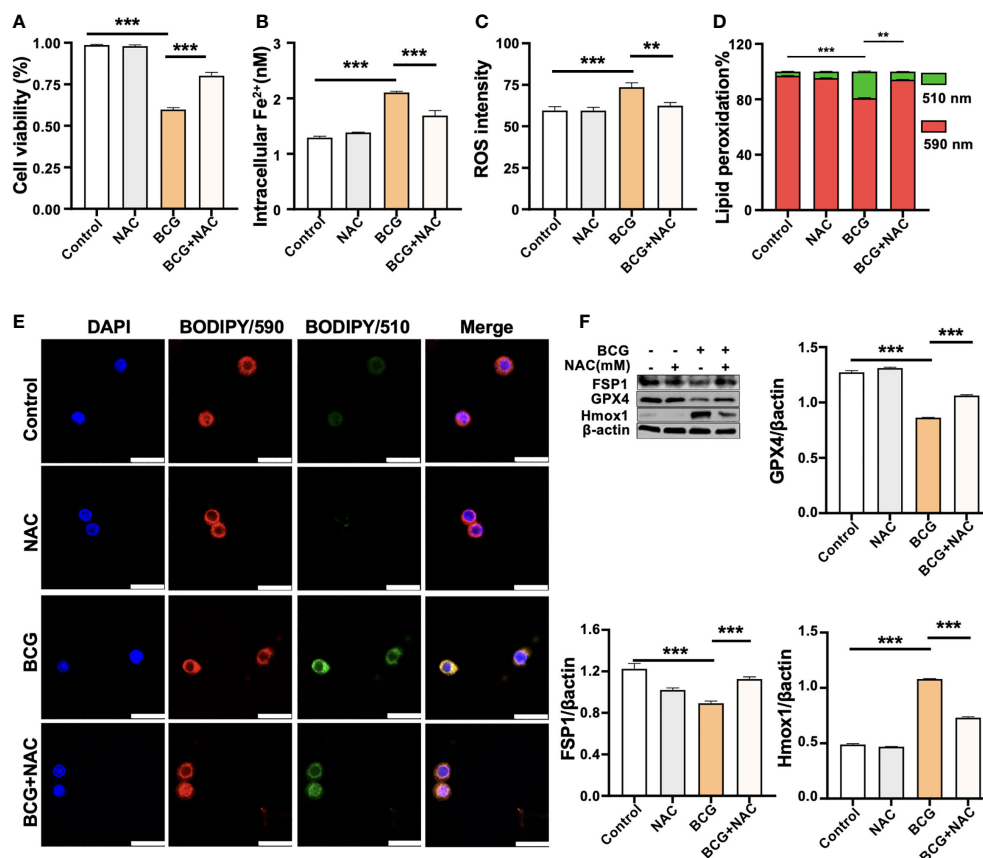 A
Cell viability (%)
1.00
0.75
0.50
0.25
0.00
***
***
Control
NAC
BCG
BCG+NAC
B
Intracellular Fe²⁺(nM)
3
2
1
0
***
***
Control
NAC
BCG
BCG+NAC
C
ROS intensity
100
75
50
25
0
***
**
Control
NAC
BCG
BCG+NAC
D
Lipid peroxidation%
120
80
40
0
***
**
510 nm
590 nm
Control
NAC
BCG
BCG+NAC
E
DAPI BODIPY/590 BODIPY/510 Merge
Control
NAC
BCG
BCG+NAC
F
BCG - - + +
NAC(mM) - + - +
FSP1
GPX4
Hmox1
β-actin
GPX4/βactin
1.5
1.0
0.5
0.0
***
***
Control
NAC
BCG
BCG+NAC
FSP1/βactin
1.6
1.2
0.8
0.4
0.0
***
***
Control
NAC
BCG
BCG+NAC
Hmox1/βactin
1.5
1.0
0.5
0.0
***
***
Control
NAC
BCG
BCG+NAC